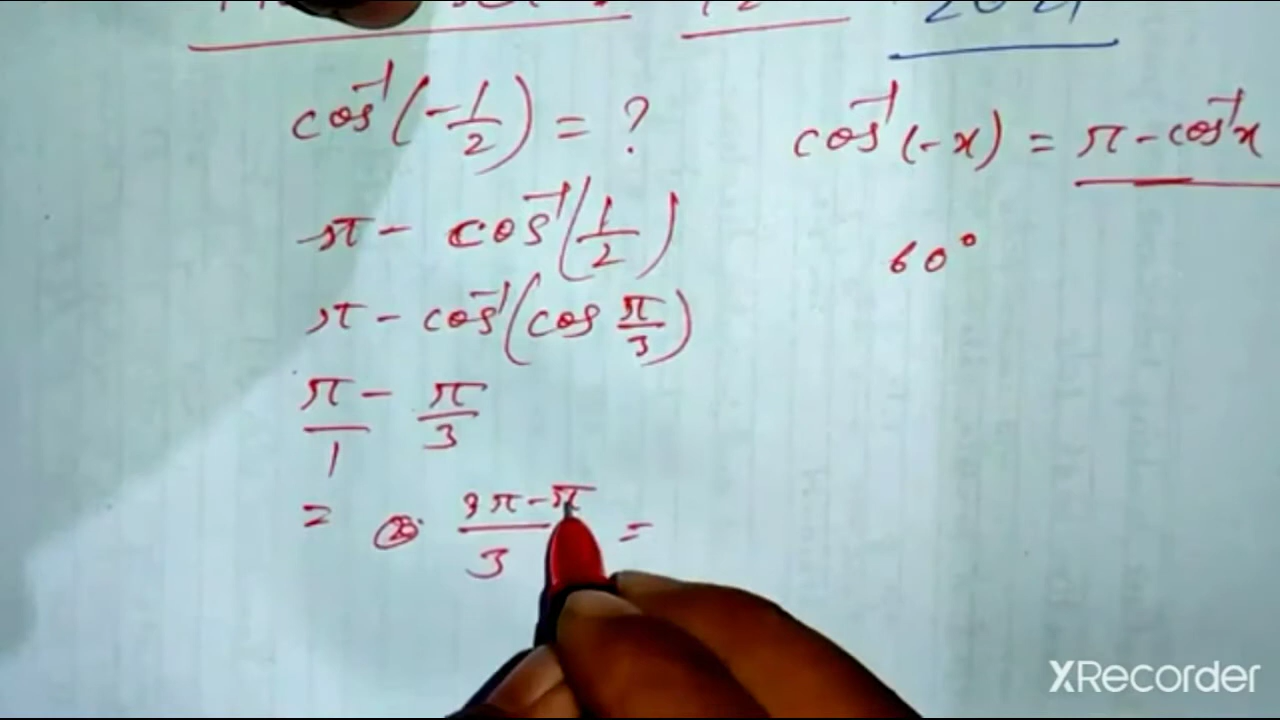 cos⁻¹(-1/2) = ?
cos⁻¹(-x) = π - cos⁻¹x
π - cos⁻¹(1/2)
60°
π - cos⁻¹(cos π/3)
π/1 - π/3
= (3π-π)/3 =
XRecorder